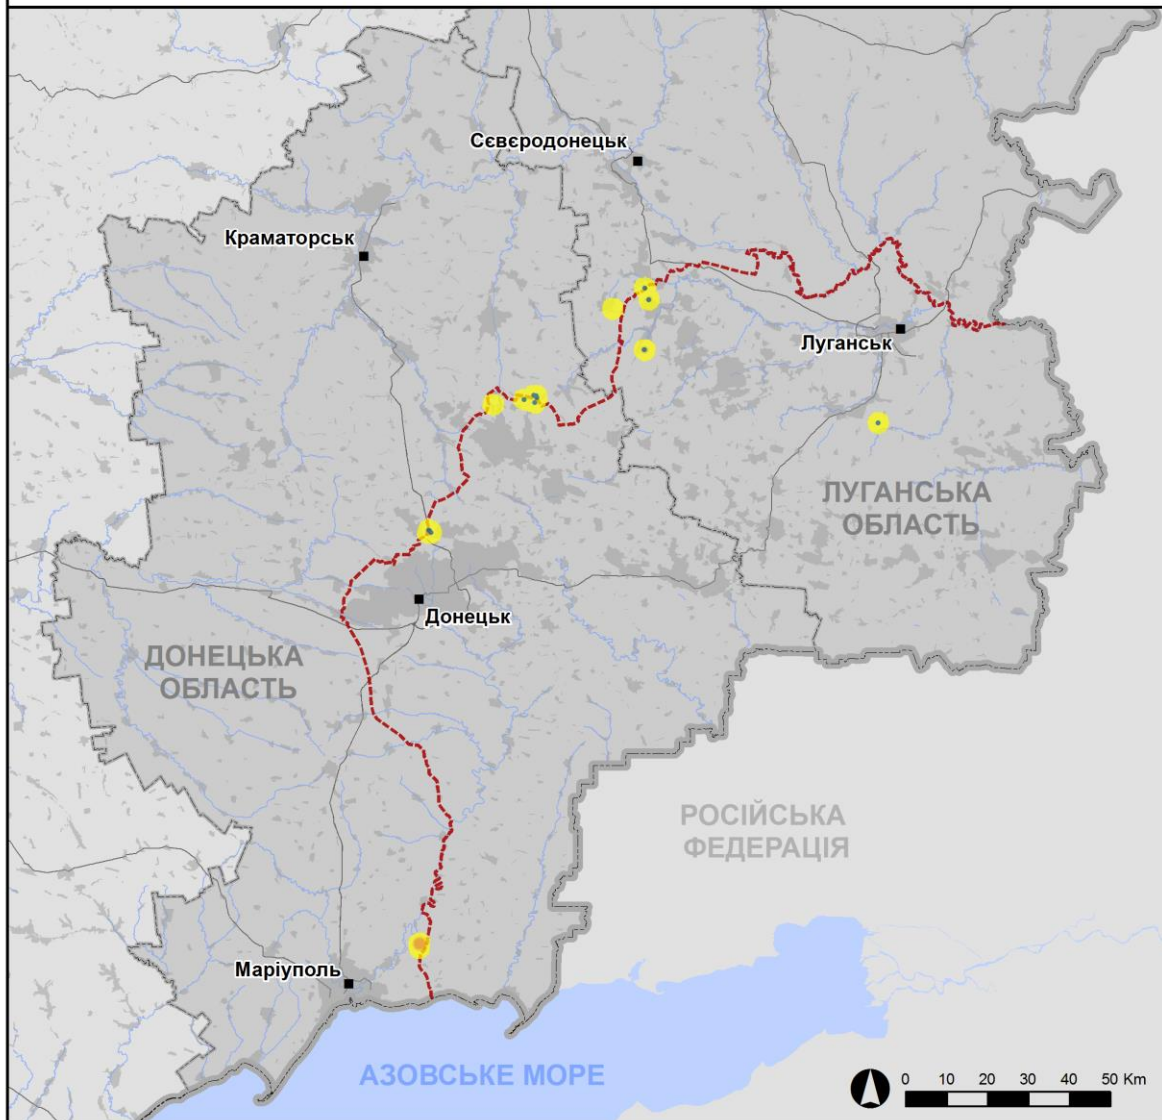 Сєвєродонецьк
Краматорськ
Луганськ
ЛУГАНСЬКА
ОБЛАСТЬ
Донецьк
ДОНЕЦЬКА
ОБЛАСТЬ
РОСІЙСЬКА
ФЕДЕРАЦІЯ
Маріуполь
АЗОВСЬКЕ МОРЕ
0 10 20 30 40 50 Km